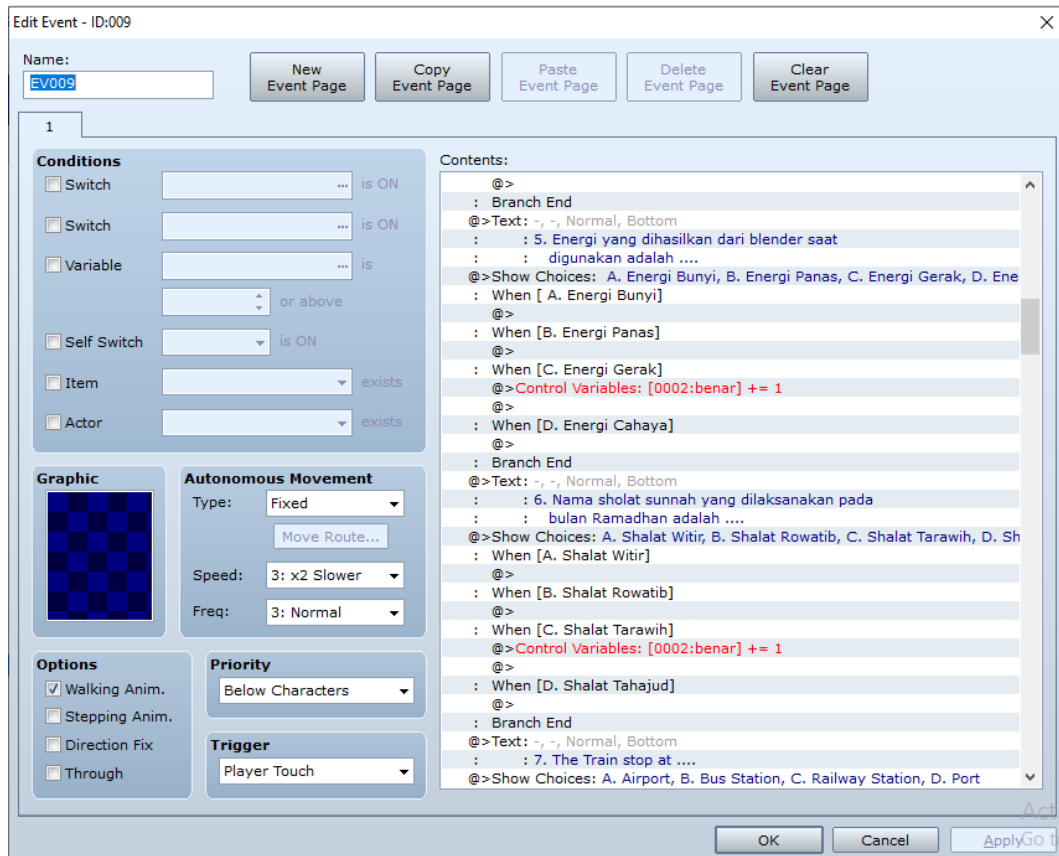 Edit Event - ID:009
Name:
EV009
New
Event Page
Copy
Event Page
Paste
Event Page
Delete
Event Page
Clear
Event Page
1
Conditions
Switch ... is ON
Switch ... is ON
Variable ... is
or above
Self Switch is ON
Item exists
Actor exists
Graphic
Autonomous Movement
Type: Fixed
Move Route...
Speed: 3: x2 Slower
Freq: 3: Normal
Options
Walking Anim.
Stepping Anim.
Direction Fix
Through
Priority
Below Characters
Trigger
Player Touch
Contents:
@>
: Branch End
@>Text: -, -, Normal, Bottom
: : 5. Energi yang dihasilkan dari blender saat
: : digunakan adalah ....
@>Show Choices: A. Energi Bunyi, B. Energi Panas, C. Energi Gerak, D. Ene
: When [ A. Energi Bunyi]
@>
: When [B. Energi Panas]
@>
: When [C. Energi Gerak]
@>Control Variables: [0002:benar] += 1
@>
: When [D. Energi Cahaya]
@>
: Branch End
@>Text: -, -, Normal, Bottom
: : 6. Nama sholat sunnah yang dilaksanakan pada
: : bulan Ramadhan adalah ....
@>Show Choices: A. Shalat Witir, B. Shalat Rowatib, C. Shalat Tarawih, D. Sh
: When [A. Shalat Witir]
@>
: When [B. Shalat Rowatib]
@>
: When [C. Shalat Tarawih]
@>Control Variables: [0002:benar] += 1
@>
: When [D. Shalat Tahajud]
@>
: Branch End
@>Text: -, -, Normal, Bottom
: : 7. The Train stop at ....
@>Show Choices: A. Airport, B. Bus Station, C. Railway Station, D. Port
Act
OK
Cancel
Apply
Go t